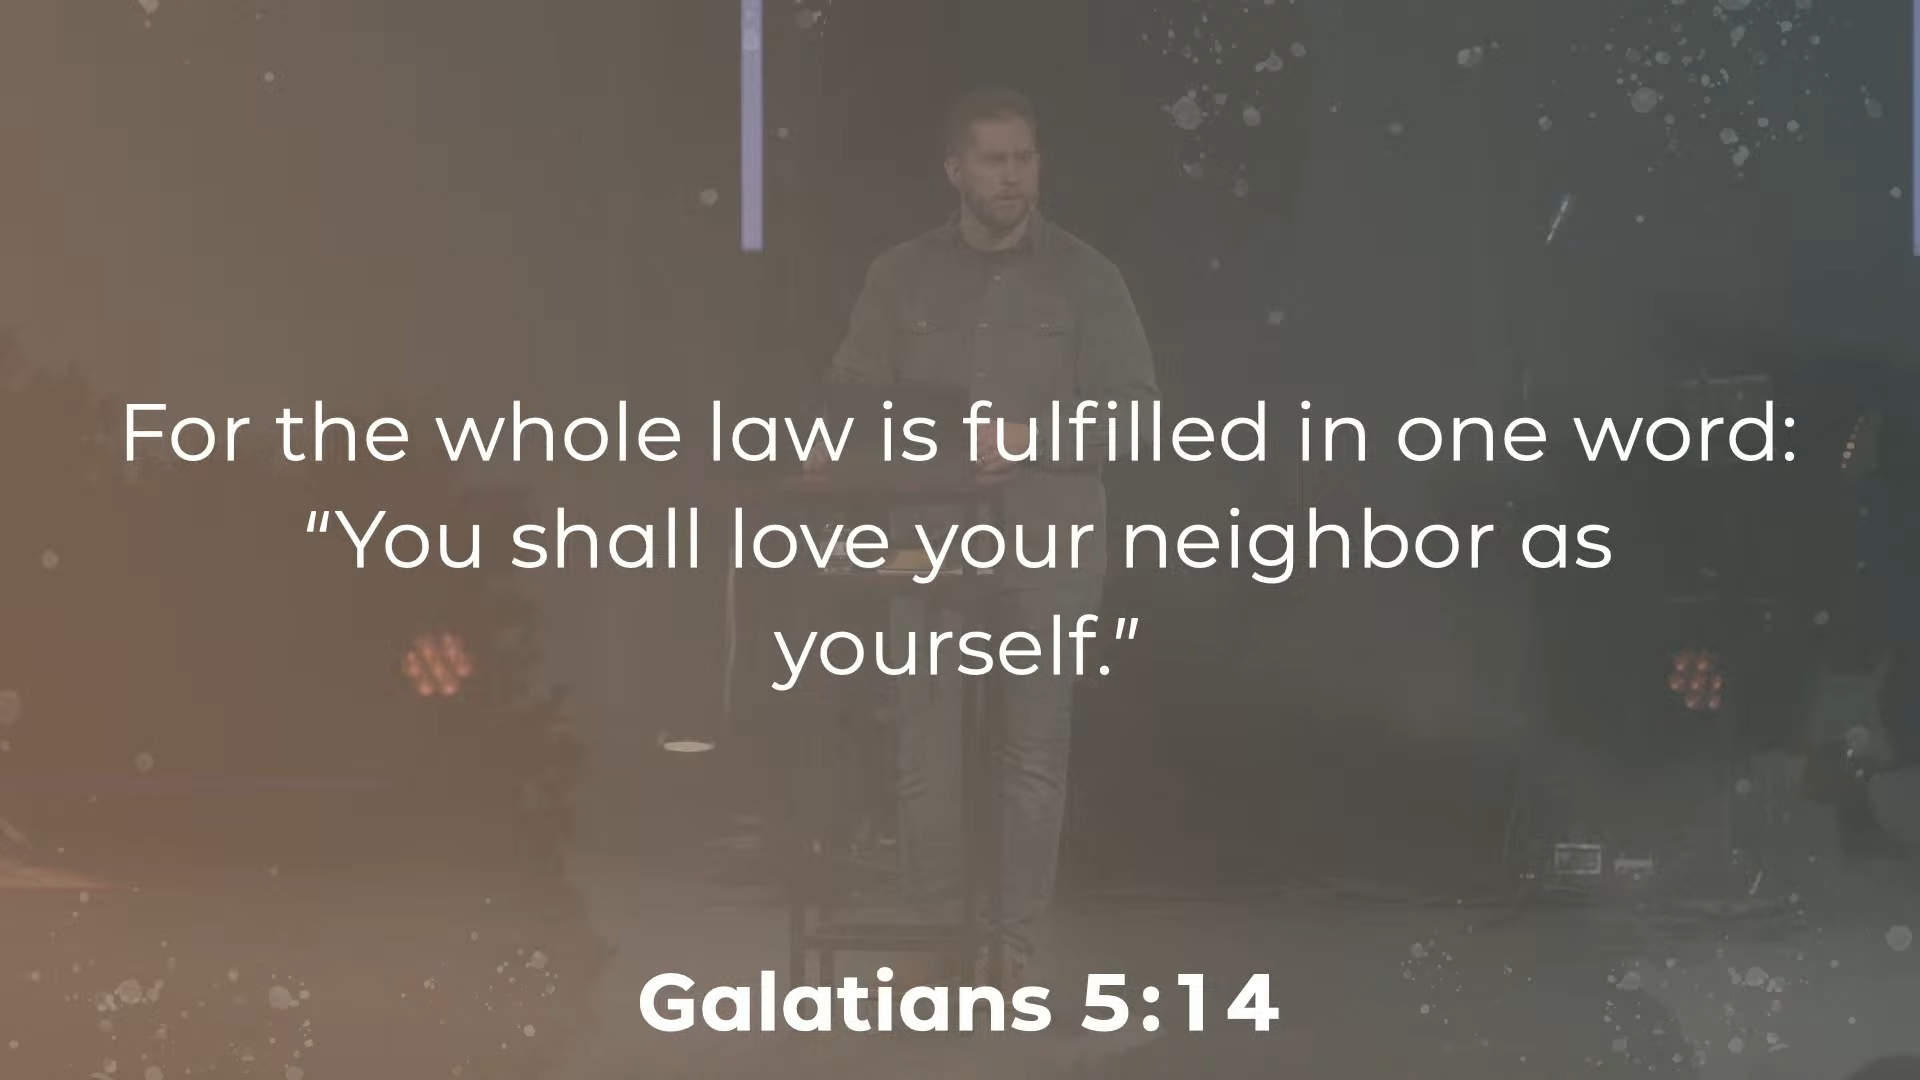 For the whole law is fulfilled in one word:
“You shall love your neighbor as
yourself.”
Galatians 5:14